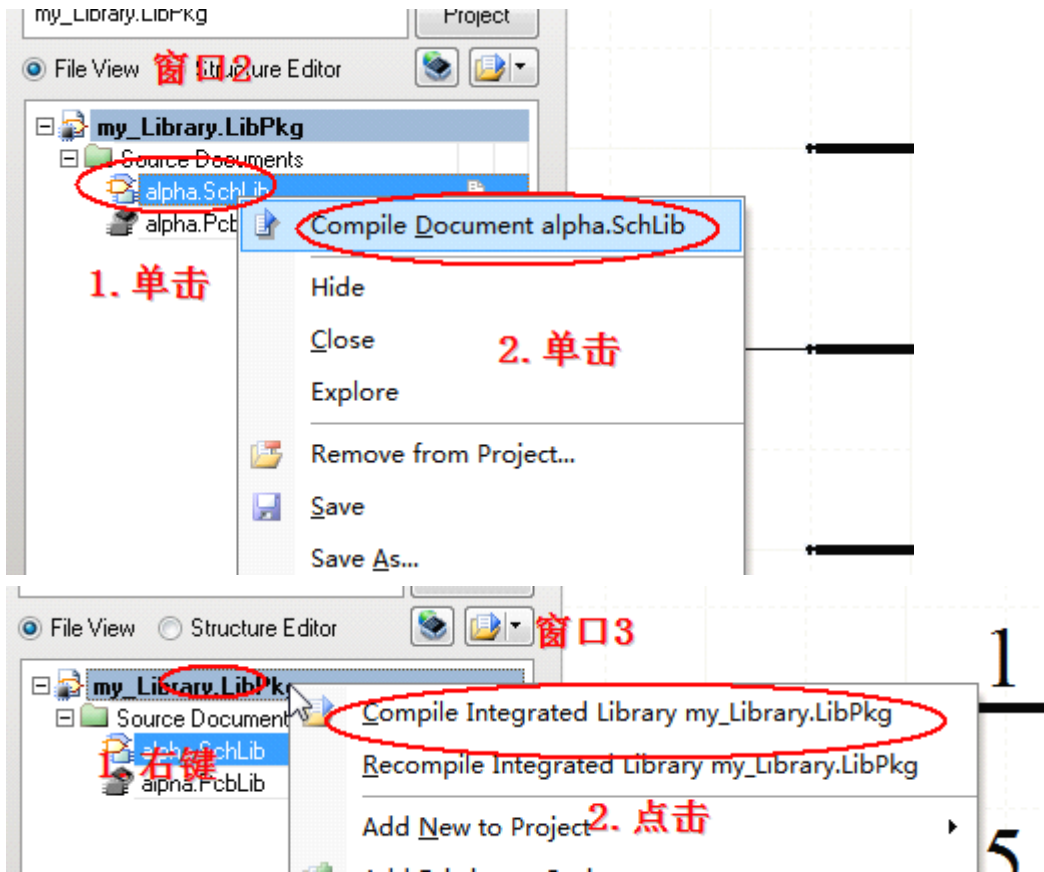 my_Library.LibPkg
Project
File View
窗口2
Structure Editor
my_Library.LibPkg
Source Documents
alpha.SchLib
alpha.Pcb
Compile Document alpha.SchLib
1. 单击
Hide
Close
2. 单击
Explore
Remove from Project...
Save
Save As...
File View
Structure Editor
窗口3
1
my_Library.LibPk
Compile Integrated Library my_Library.LibPkg
Source Document
alpha.SchLib
1. 右键
Recompile Integrated Library my_Library.LibPkg
alpha.PcbLib
Add New to Project
2. 点击
5